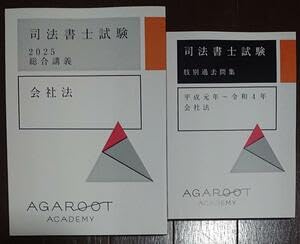 司法書士試験
2025
総合講義
会社法
AGAROOT
ACADEMY
司法書士試験
肢別過去問集
平成元年~令和4年
会社法
AGAROOT
ACADEMY